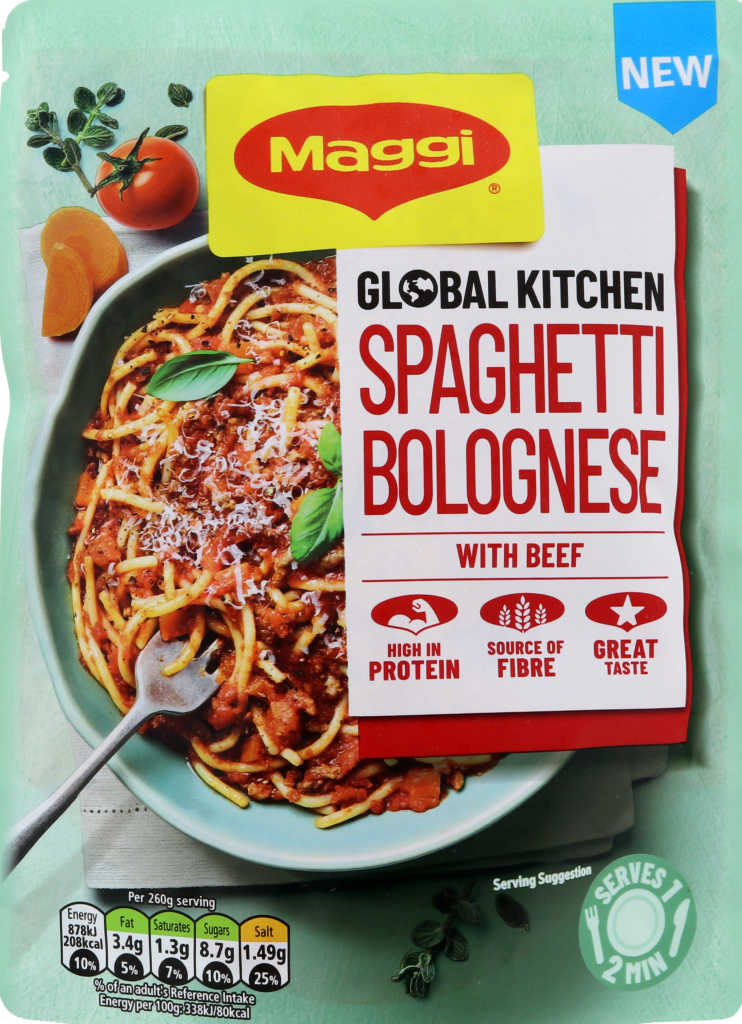 NEW
Maggi
®
GLOBAL KITCHEN
SPAGHETTI
BOLOGNESE
WITH BEEF
HIGH IN
PROTEIN
SOURCE OF
FIBRE
GREAT
TASTE
Serving Suggestion
SERVES 1
2 MIN
Per 260g serving
Energy
878kJ
208kcal
10%
Fat
3.4g
5%
Saturates
1.3g
7%
Sugars
8.7g
10%
Salt
1.49g
25%
% of an adult's Reference Intake
Energy per 100g: 338kJ/80kcal